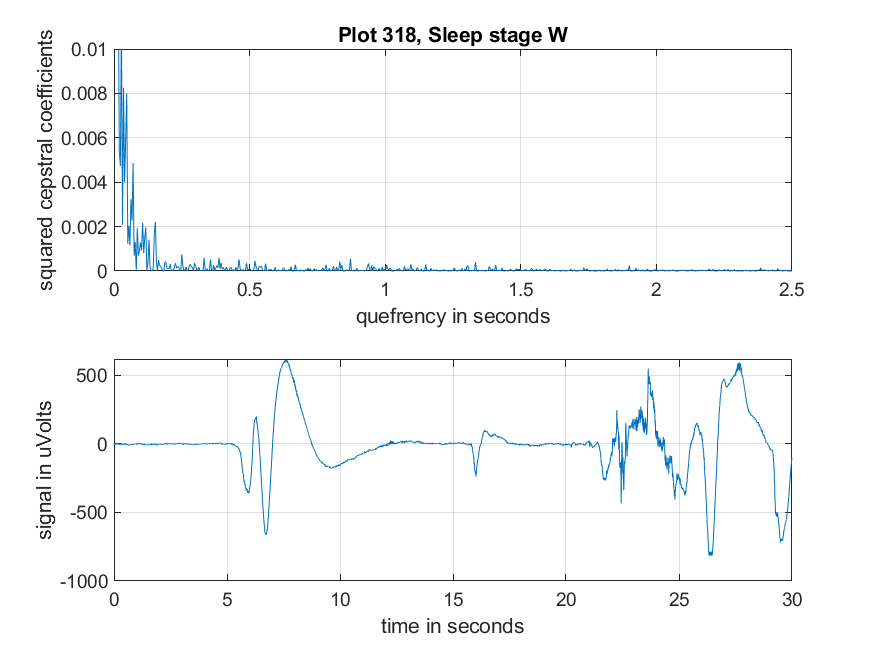 Plot 318, Sleep stage W
squared cepstral coefficients
0.01
0.008
0.006
0.004
0.002
0
0 0.5 1 1.5 2 2.5
quefrency in seconds
signal in uVolts
500
0
-500
-1000
0 5 10 15 20 25 30
time in seconds